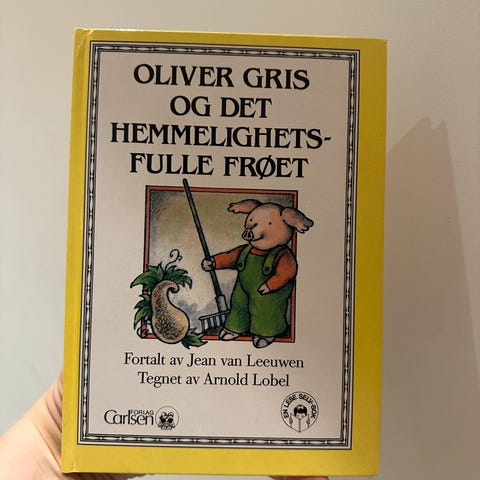 OLIVER GRIS
OG DET
HEMMELIGHETS-
FULLE FRØET
Fortalt av Jean van Leeuwen
Tegnet av Arnold Lobel
FORLAG
Carlsen
EN LESE SELV-BOK